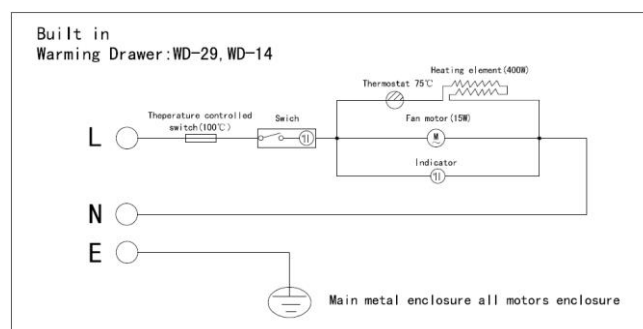 Built in
Warming Drawer:WD-29,WD-14
Heating element(400W)
Thermostat 75℃
Theperature controlled
switch(100℃)
Swich
Fan motor(15W)
L
M
Indicator
N
E
Main metal enclosure all motors enclosure